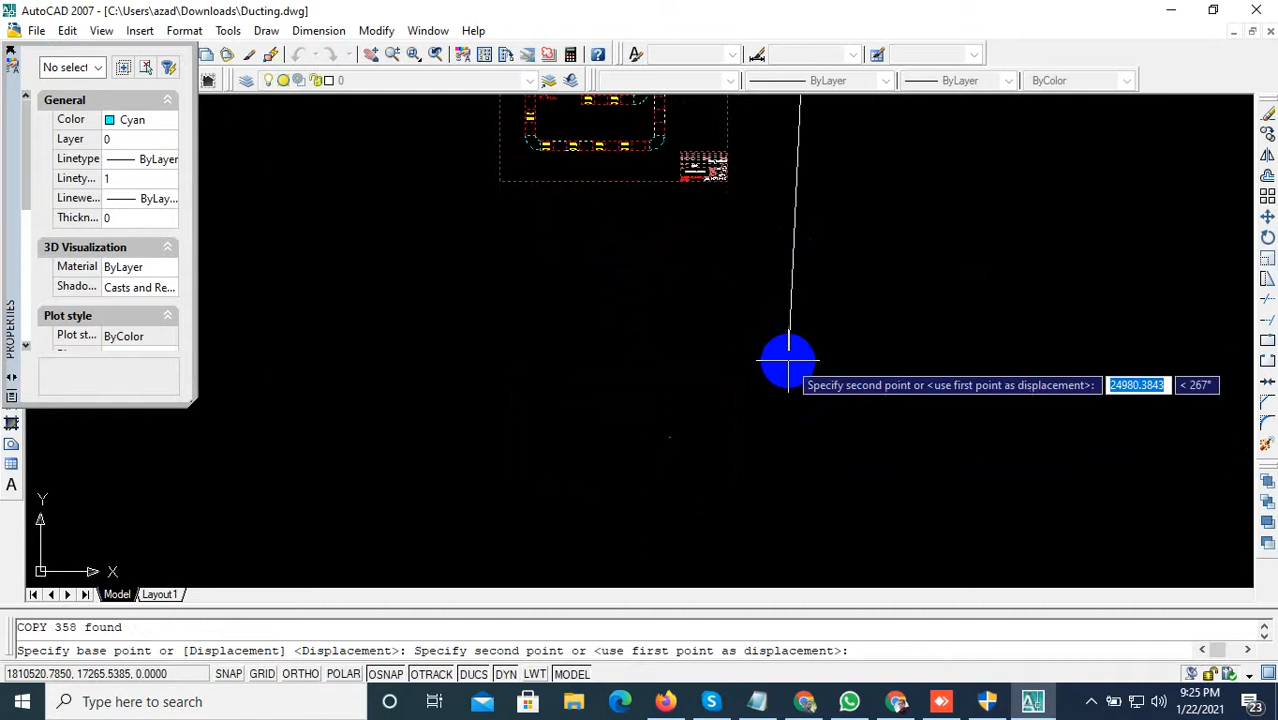 AutoCAD 2007 - [C:\Users\azad\Downloads\Ducting.dwg]
File Edit View Insert Format Tools Draw Dimension Modify Window Help
No select
0 ByLayer ByLayer ByColor
General
Color Cyan
Layer 0
Linetype ByLayer
Linety... 1
Linewe... ByLay...
Thickn... 0
3D Visualization
Material ByLayer
Shado... Casts and Re...
Plot style
Plot st... ByColor
PROPERTIES
A
Specify second point or <use first point as displacement>: 24980.3843 < 267°
Y
X
Model Layout1
COPY 358 found
Specify base point or [Displacement] <Displacement>: Specify second point or <use first point as displacement>:
1810520.7850, 17265.5385, 0.0000 SNAP GRID ORTHO POLAR OSNAP OTRACK DUCS DYN LWT MODEL
Type here to search
9:25 PM
1/22/2021
23